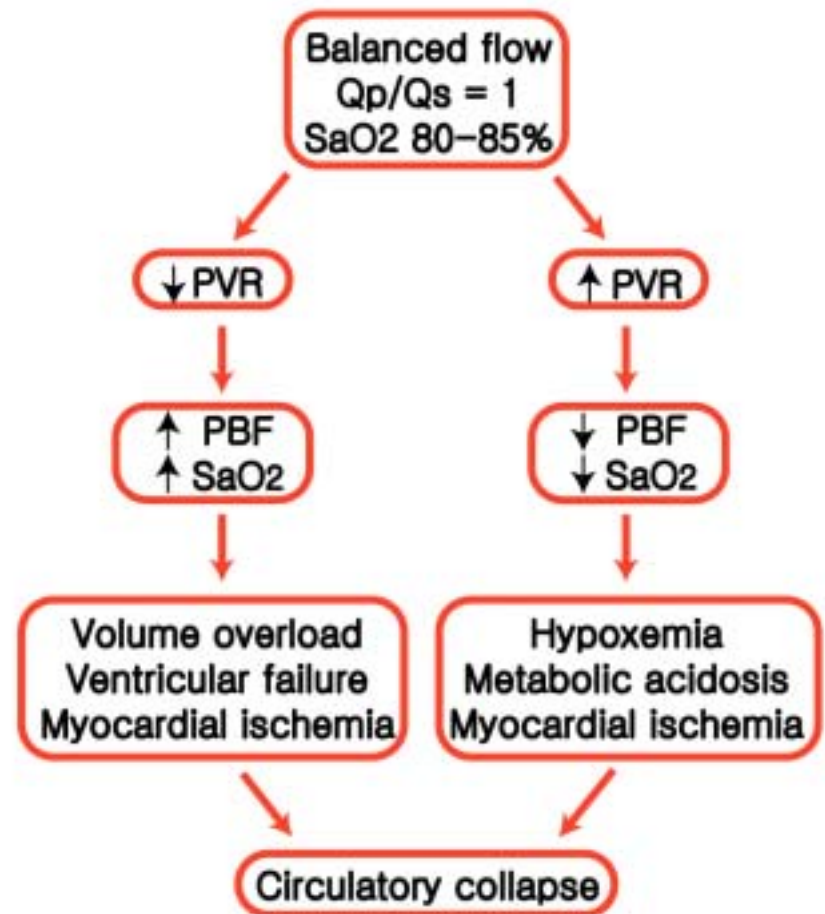 Balanced flow
Qp/Qs = 1
SaO2 80-85%
↓ PVR
↑ PVR
↑ PBF
↑ SaO2
↓ PBF
↓ SaO2
Volume overload
Ventricular failure
Myocardial ischemia
Hypoxemia
Metabolic acidosis
Myocardial ischemia
Circulatory collapse